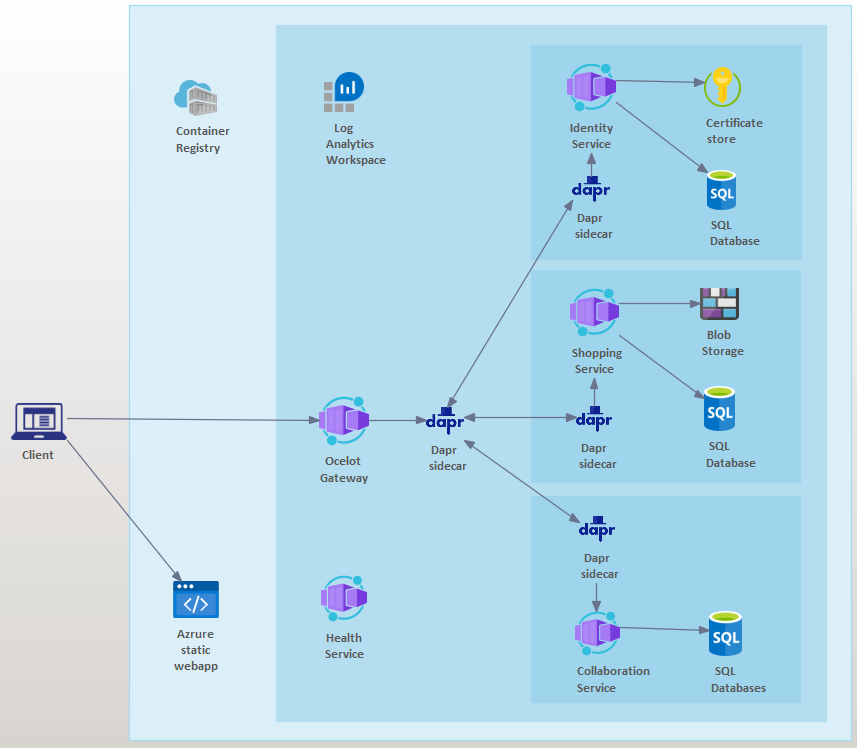 Container
Registry
Log
Analytics
Workspace
Identity
Service
Certificate
store
SQL
SQL
Database
dapr
Dapr
sidecar
Shopping
Service
Blob
Storage
SQL
SQL
Database
dapr
Dapr
sidecar
Client
Ocelot
Gateway
dapr
Dapr
sidecar
dapr
Dapr
sidecar
Azrure
static
webapp
Health
Service
Collaboration
Service
SQL
SQL
Databases